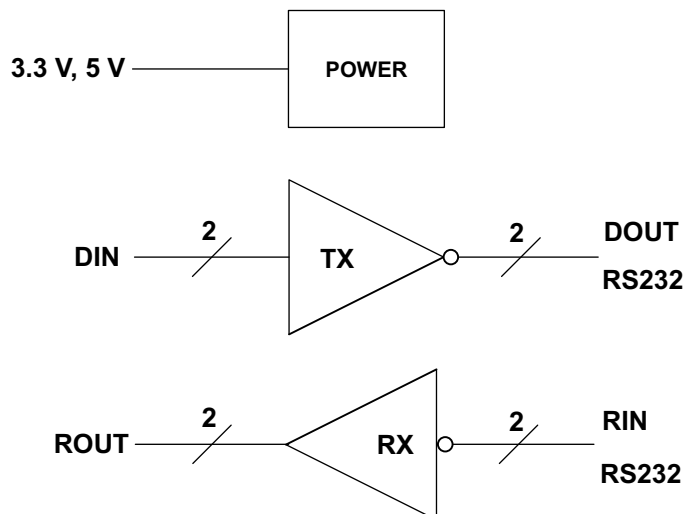 3.3 V, 5 V
POWER
2
2
DIN
TX
DOUT
RS232
2
2
ROUT
RX
RIN
RS232